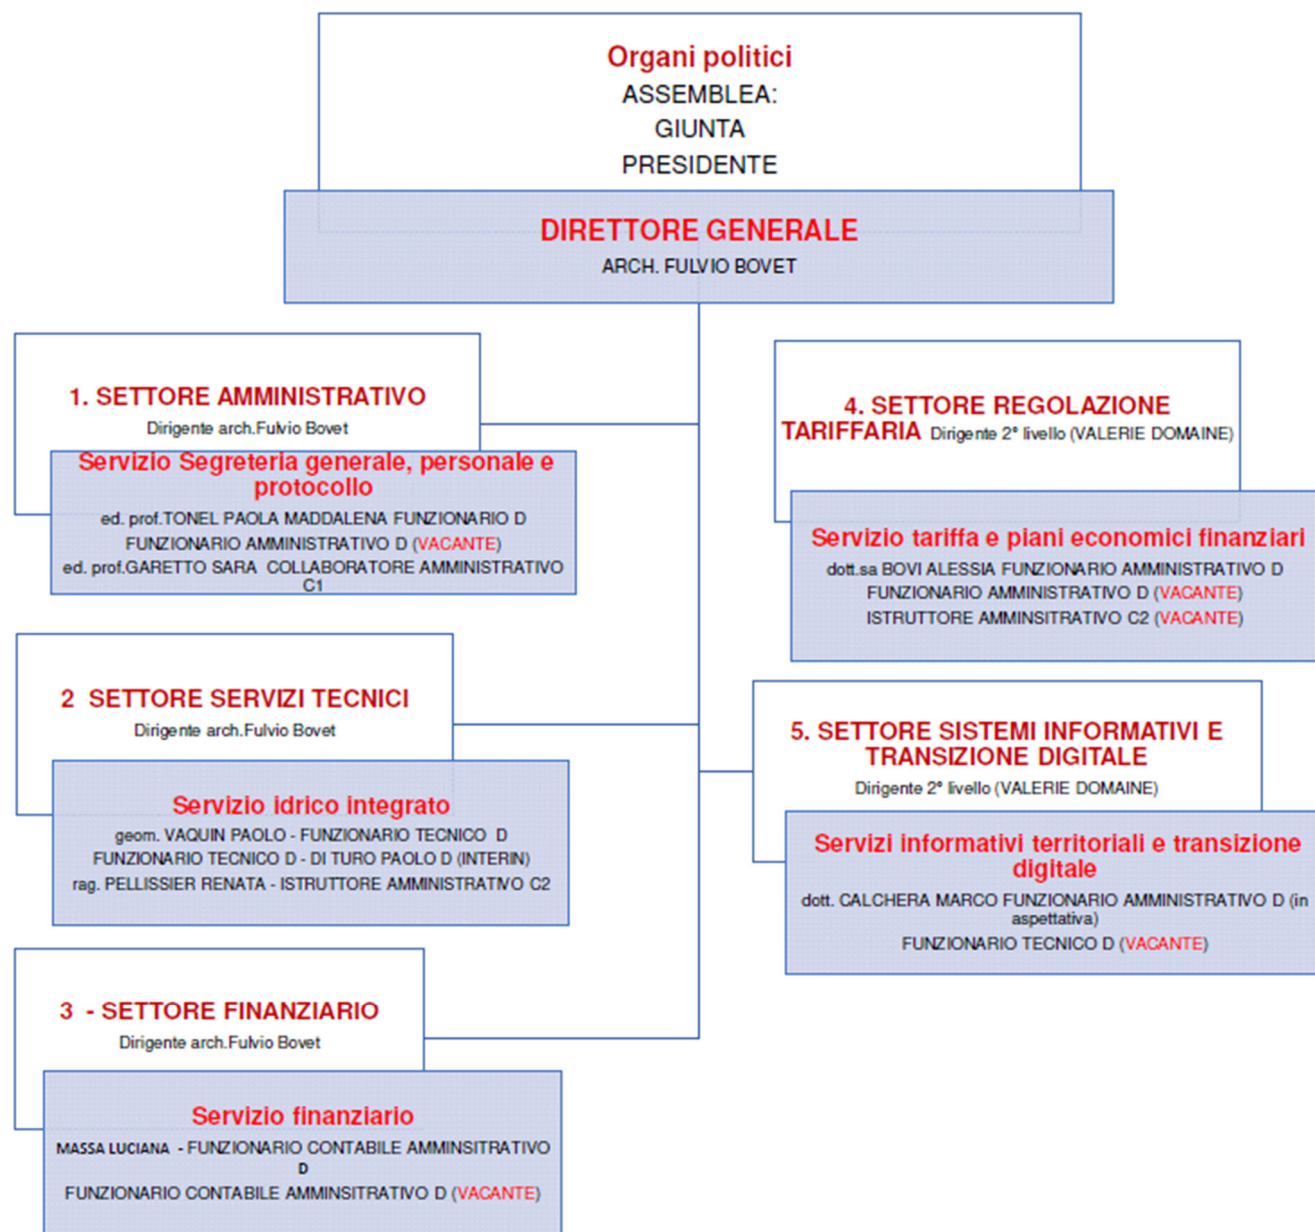 Organi politici
ASSEMBLEA:
GIUNTA
PRESIDENTE
DIRETTORE GENERALE
ARCH. FULVIO BOVET
1. SETTORE AMMINISTRATIVO
Dirigente arch.Fulvio Bovet
Servizio Segreteria generale, personale e
protocollo
ed. prof.TONEL PAOLA MADDALENA FUNZIONARIO D
FUNZIONARIO AMMINISTRATIVO D (VACANTE)
ed. prof.GARETTO SARA COLLABORATORE AMMINISTRATIVO
C1
2 SETTORE SERVIZI TECNICI
Dirigente arch.Fulvio Bovet
Servizio idrico integrato
geom. VAQUIN PAOLO - FUNZIONARIO TECNICO D
FUNZIONARIO TECNICO D - DI TURO PAOLO D (INTERIN)
rag. PELLISSIER RENATA - ISTRUTTORE AMMINISTRATIVO C2
3 - SETTORE FINANZIARIO
Dirigente arch.Fulvio Bovet
Servizio finanziario
MASSA LUCIANA - FUNZIONARIO CONTABILE AMMINSITRATIVO
D
FUNZIONARIO CONTABILE AMMINSITRATIVO D (VACANTE)
4. SETTORE REGOLAZIONE
TARIFFARIA Dirigente 2° livello (VALERIE DOMAINE)
Servizio tariffa e piani economici finanziari
dott.sa BOVI ALESSIA FUNZIONARIO AMMINISTRATIVO D
FUNZIONARIO AMMINISTRATIVO D (VACANTE)
ISTRUTTORE AMMINSITRATIVO C2 (VACANTE)
5. SETTORE SISTEMI INFORMATIVI E
TRANSIZIONE DIGITALE
Dirigente 2° livello (VALERIE DOMAINE)
Servizi informativi territoriali e transizione
digitale
dott. CALCHERA MARCO FUNZIONARIO AMMINISTRATIVO D (in
aspettativa)
FUNZIONARIO TECNICO D (VACANTE)